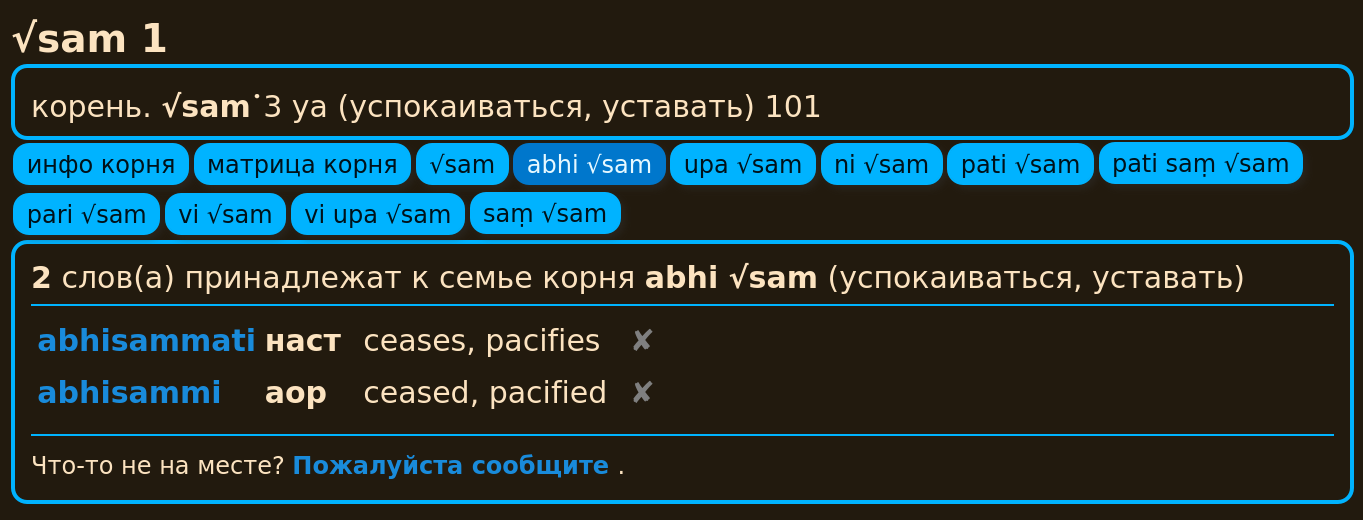 √sam 1
корень. √sam˙3 ya (успокаиваться, уставать) 101
инфо корня матрица корня √sam abhi √sam upa √sam ni √sam pati √sam pati saṃ √sam
pari √sam vi √sam vi upa √sam saṃ √sam
2 слов(а) принадлежат к семье корня abhi √sam (успокаиваться, уставать)
abhisammati наст ceases, pacifies ✘
abhisammi аор ceased, pacified ✘
Что-то не на месте? Пожалуйста сообщите .